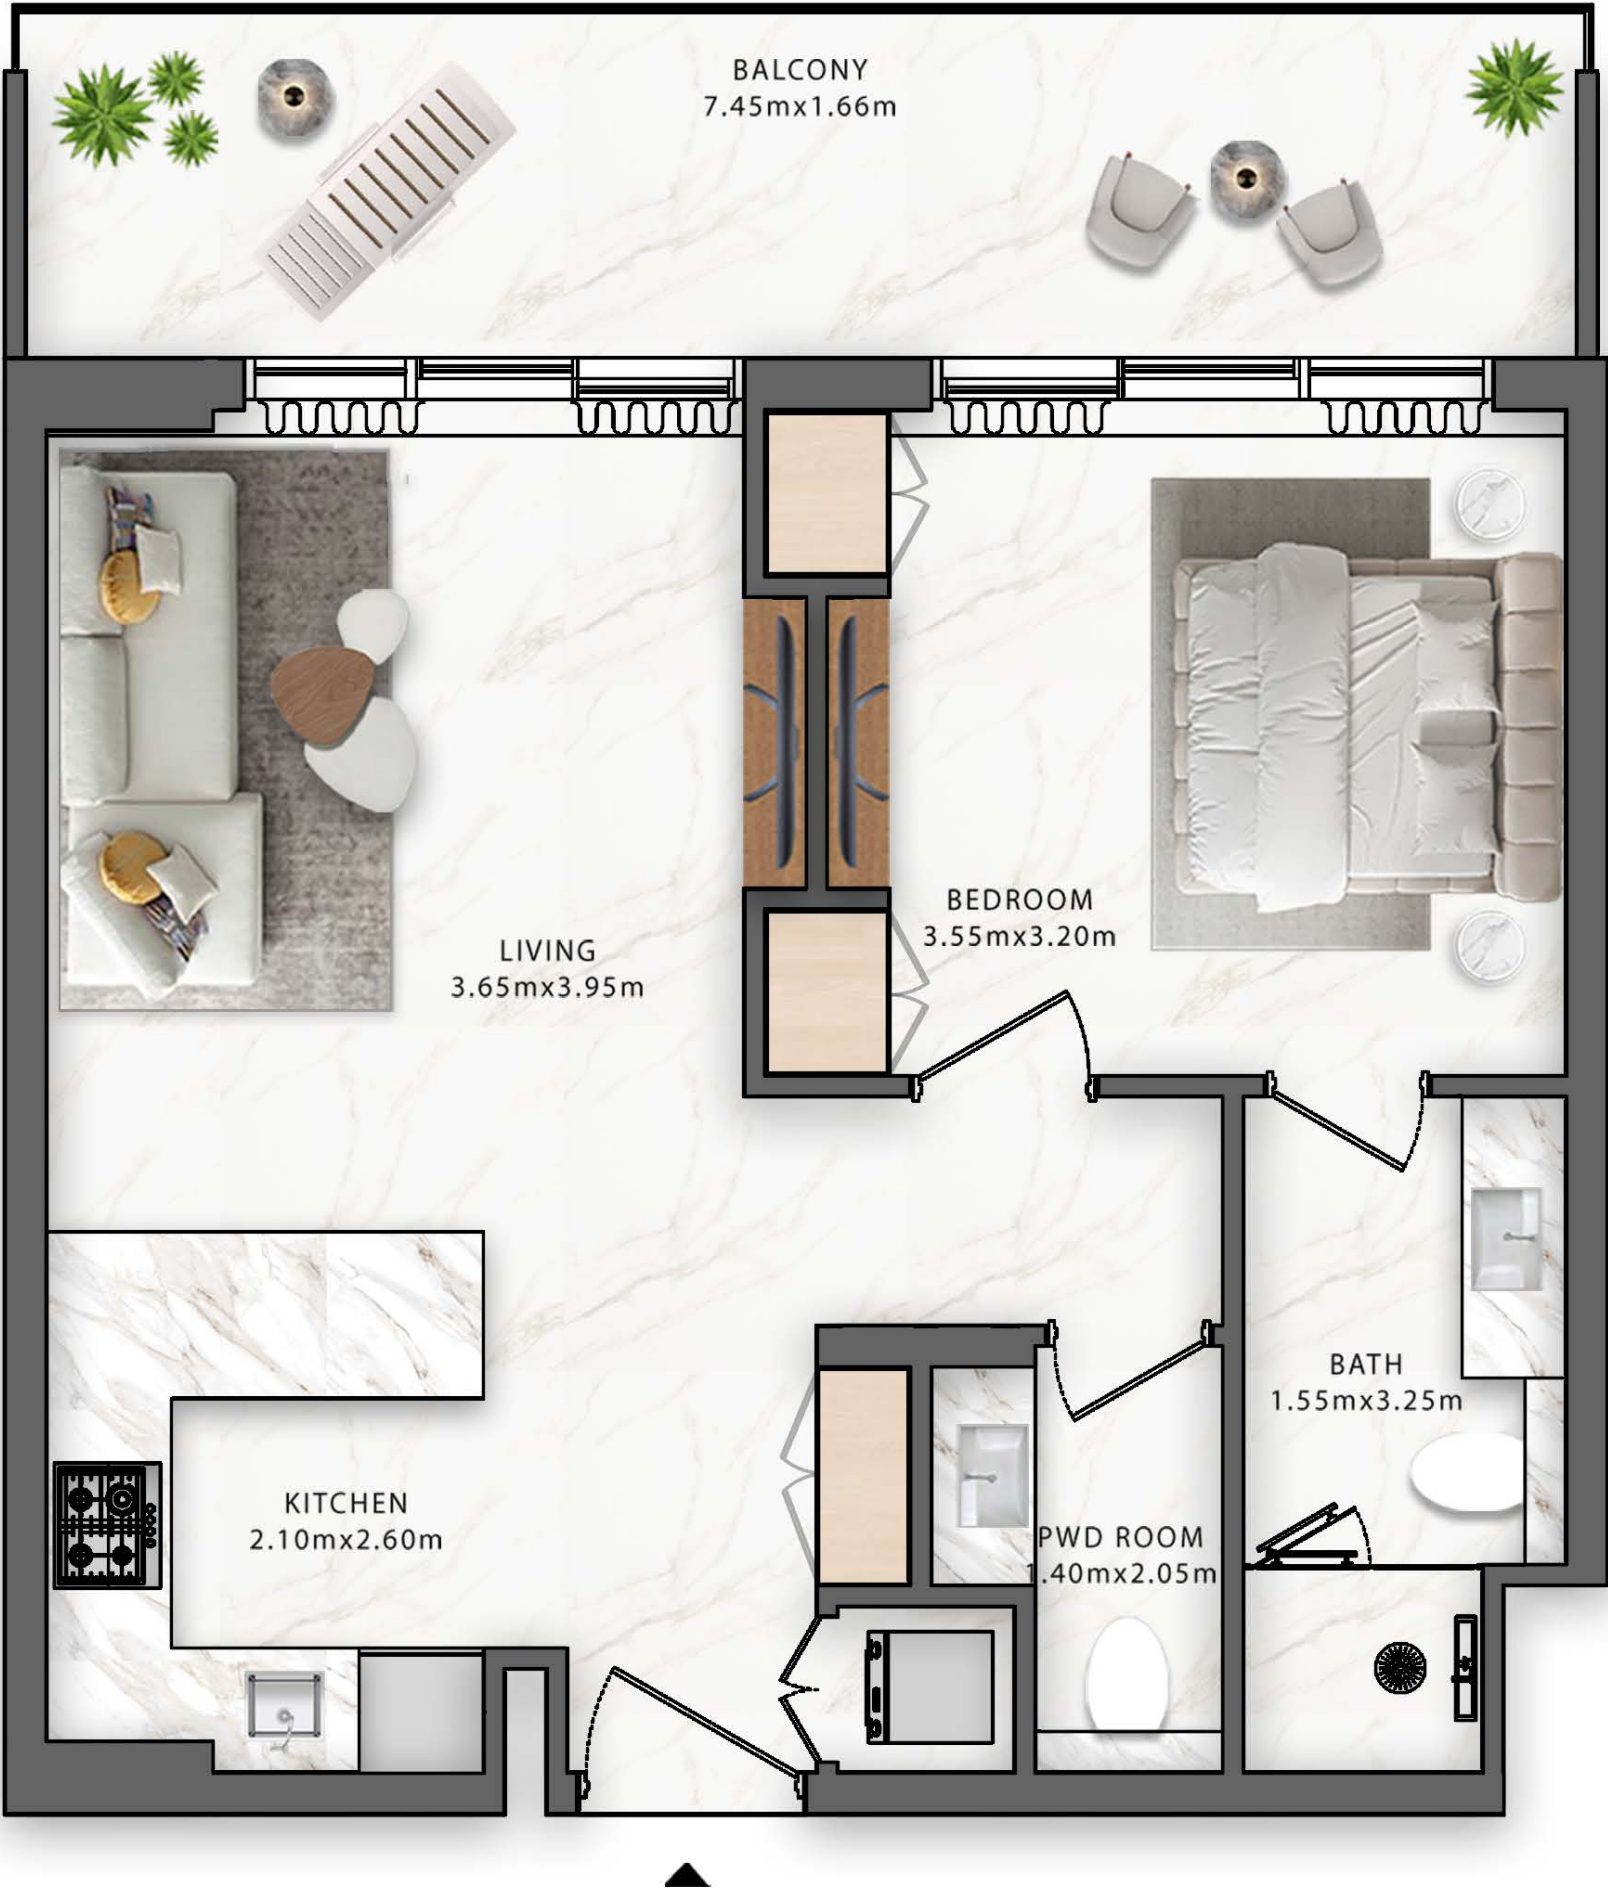 BALCONY
7.45mx1.66m
BEDROOM
3.55mx3.20m
LIVING
3.65mx3.95m
BATH
1.55mx3.25m
KITCHEN
2.10mx2.60m
PWD ROOM
1.40mx2.05m